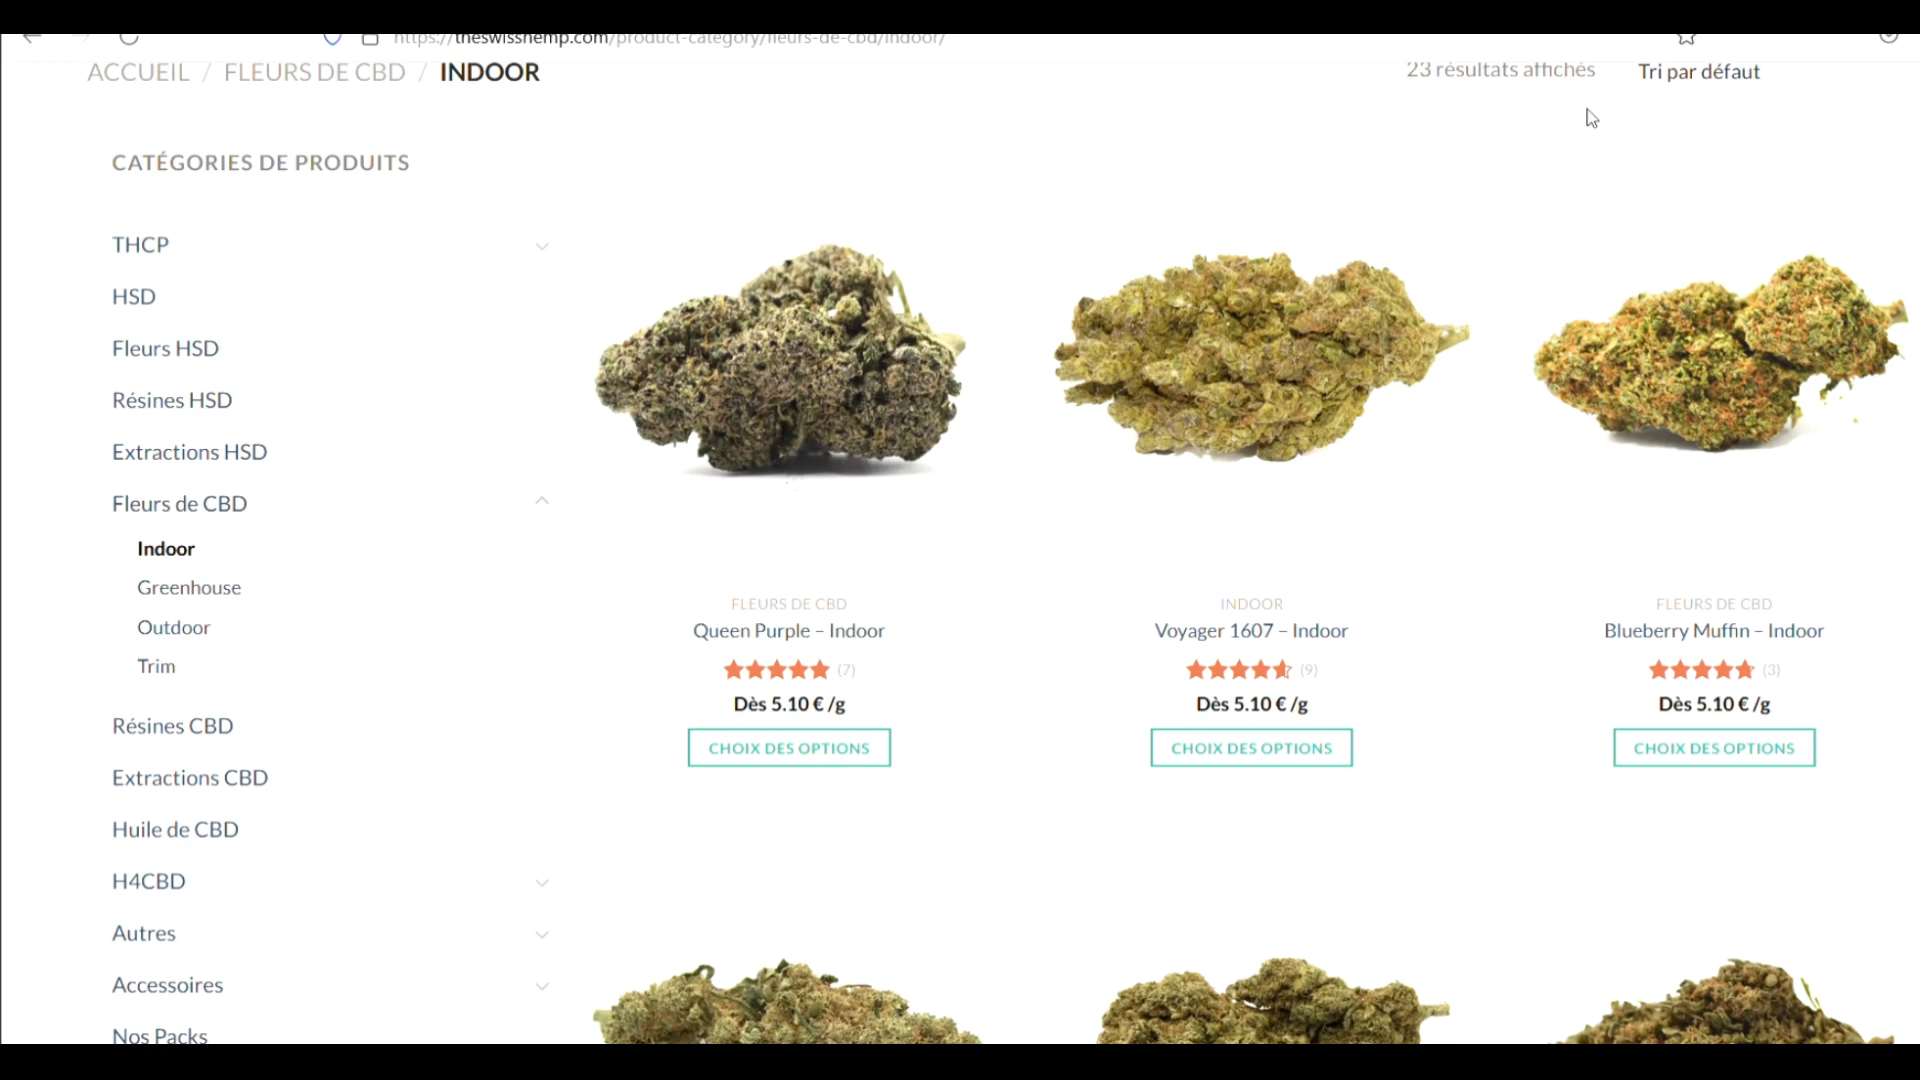 https://theswisshemp.com/product-category/fleurs-de-cbd/indoor/
ACCUEIL / FLEURS DE CBD / INDOOR
23 résultats affichés
Tri par défaut
CATÉGORIES DE PRODUITS
THCP
HSD
Fleurs HSD
Résines HSD
Extractions HSD
Fleurs de CBD
Indoor
Greenhouse
Outdoor
Trim
Résines CBD
Extractions CBD
Huile de CBD
H4CBD
Autres
Accessoires
Nos Packs
FLEURS DE CBD
Queen Purple – Indoor
(7)
Dès 5.10 € /g
CHOIX DES OPTIONS
INDOOR
Voyager 1607 – Indoor
(9)
Dès 5.10 € /g
CHOIX DES OPTIONS
FLEURS DE CBD
Blueberry Muffin – Indoor
(3)
Dès 5.10 € /g
CHOIX DES OPTIONS